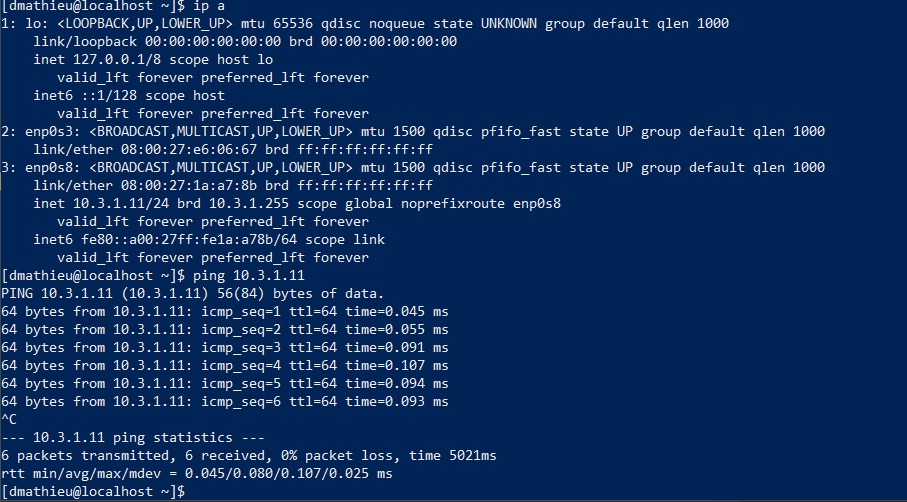 [dmathieu@localhost ~]$ ip a
1: lo: <LOOPBACK,UP,LOWER_UP> mtu 65536 qdisc noqueue state UNKNOWN group default qlen 1000
    link/loopback 00:00:00:00:00:00 brd 00:00:00:00:00:00
    inet 127.0.0.1/8 scope host lo
       valid_lft forever preferred_lft forever
    inet6 ::1/128 scope host
       valid_lft forever preferred_lft forever
2: enp0s3: <BROADCAST,MULTICAST,UP,LOWER_UP> mtu 1500 qdisc pfifo_fast state UP group default qlen 1000
    link/ether 08:00:27:e6:06:67 brd ff:ff:ff:ff:ff:ff
3: enp0s8: <BROADCAST,MULTICAST,UP,LOWER_UP> mtu 1500 qdisc pfifo_fast state UP group default qlen 1000
    link/ether 08:00:27:1a:a7:8b brd ff:ff:ff:ff:ff:ff
    inet 10.3.1.11/24 brd 10.3.1.255 scope global noprefixroute enp0s8
       valid_lft forever preferred_lft forever
    inet6 fe80::a00:27ff:fe1a:a78b/64 scope link
       valid_lft forever preferred_lft forever
[dmathieu@localhost ~]$ ping 10.3.1.11
PING 10.3.1.11 (10.3.1.11) 56(84) bytes of data.
64 bytes from 10.3.1.11: icmp_seq=1 ttl=64 time=0.045 ms
64 bytes from 10.3.1.11: icmp_seq=2 ttl=64 time=0.055 ms
64 bytes from 10.3.1.11: icmp_seq=3 ttl=64 time=0.091 ms
64 bytes from 10.3.1.11: icmp_seq=4 ttl=64 time=0.107 ms
64 bytes from 10.3.1.11: icmp_seq=5 ttl=64 time=0.094 ms
64 bytes from 10.3.1.11: icmp_seq=6 ttl=64 time=0.093 ms
^C
--- 10.3.1.11 ping statistics ---
6 packets transmitted, 6 received, 0% packet loss, time 5021ms
rtt min/avg/max/mdev = 0.045/0.080/0.107/0.025 ms
[dmathieu@localhost ~]$